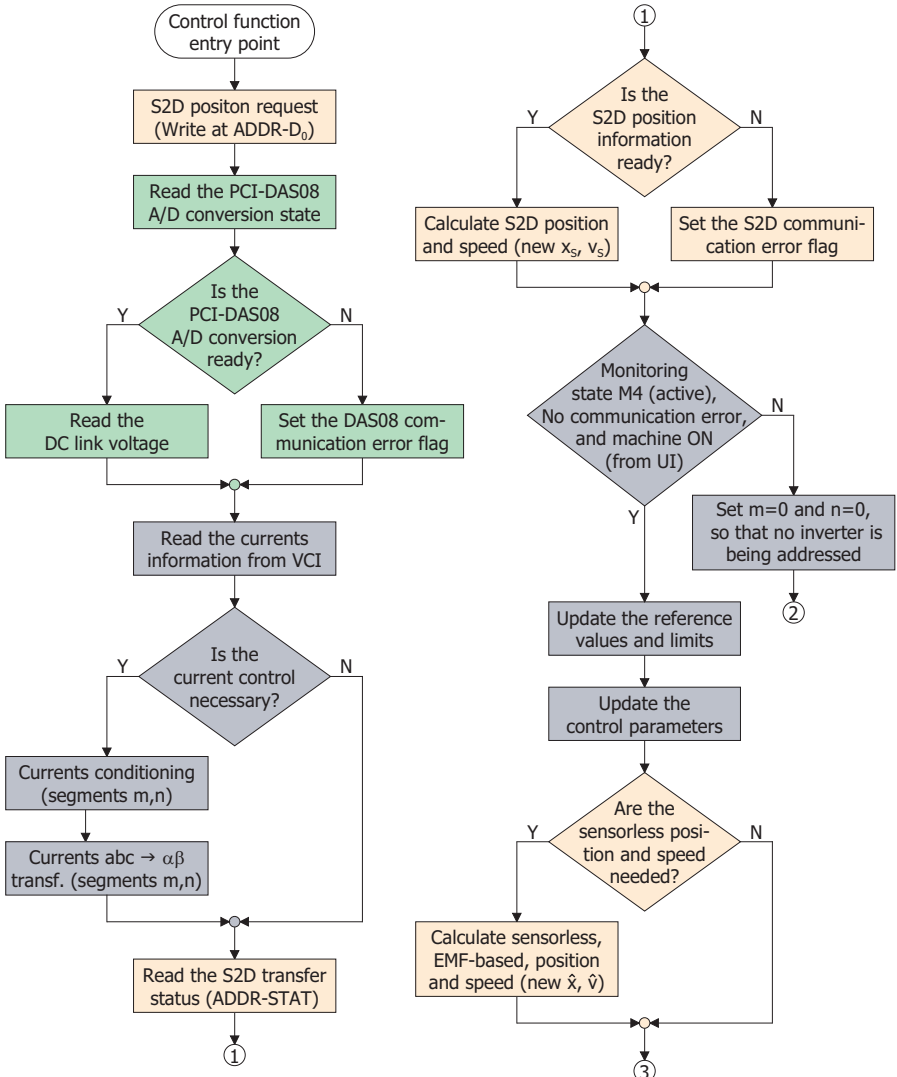 Control function
entry point
S2D positon request
(Write at ADDR-D₀)
Read the PCI-DAS08
A/D conversion state
Is the
PCI-DAS08
A/D conversion
ready?
Y
N
Read the
DC link voltage
Set the DAS08 com-
munication error flag
Read the currents
information from VCI
Is the
current control
necessary?
Y
N
Currents conditioning
(segments m,n)
Currents abc → αβ
transf. (segments m,n)
Read the S2D transfer
status (ADDR-STAT)
1
1
Is the
S2D position
information
ready?
Y
N
Calculate S2D position
and speed (new xₛ, vₛ)
Set the S2D communi-
cation error flag
Monitoring
state M4 (active),
No communication error,
and machine ON
(from UI)
N
Y
Set m=0 and n=0,
so that no inverter is
being addressed
2
Update the reference
values and limits
Update the
control parameters
Are the
sensorless posi-
tion and speed
needed?
Y
N
Calculate sensorless,
EMF-based, position
and speed (new x̂, v̂)
3